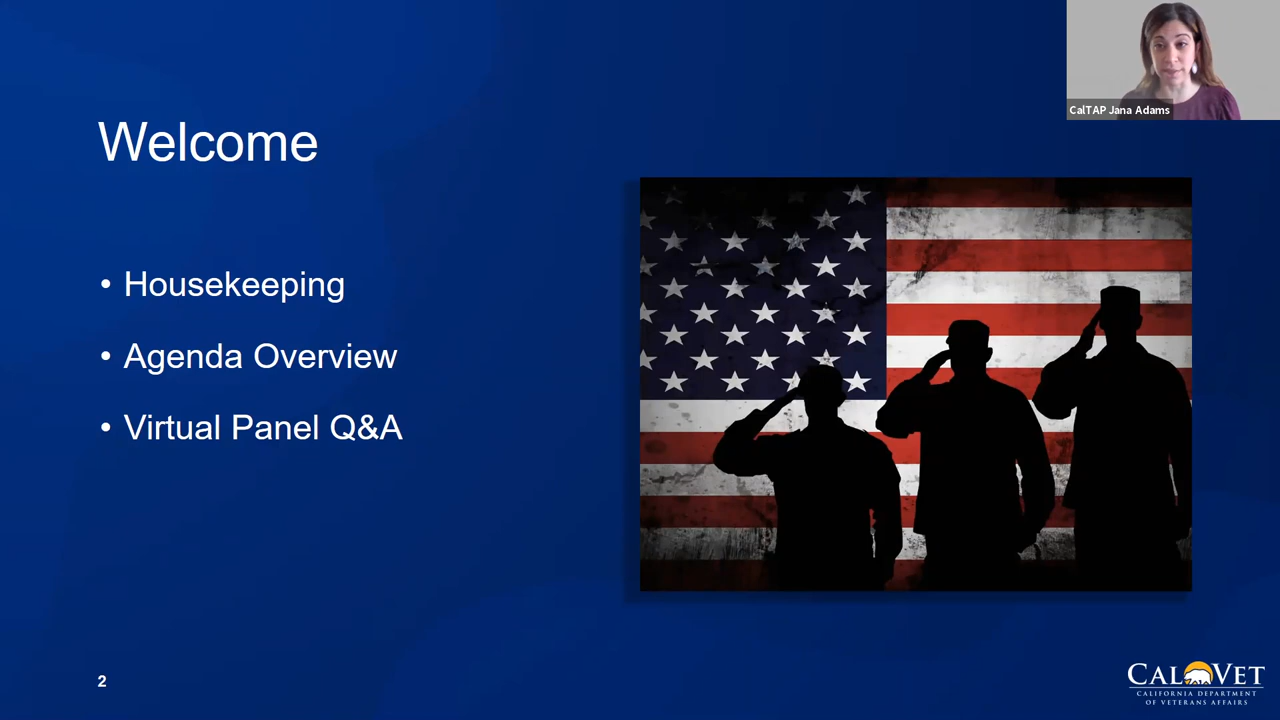 CalTAP Jana Adams
Welcome
• Housekeeping
• Agenda Overview
• Virtual Panel Q&A
2
CALVET
CALIFORNIA DEPARTMENT
OF VETERANS AFFAIRS